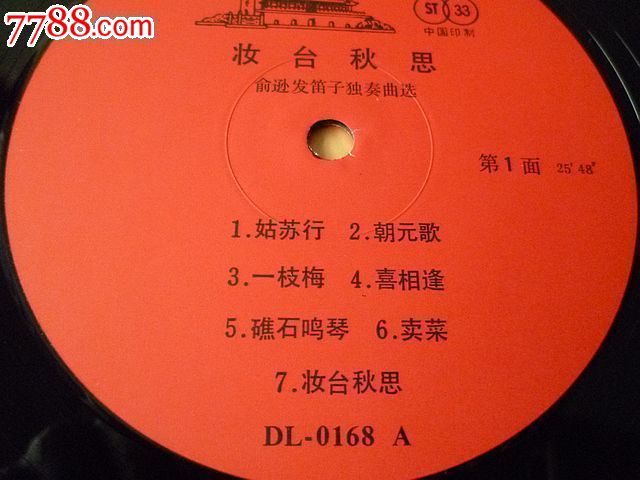 7788.com
ST 33
中国印制
妆台秋思
俞逊发笛子独奏曲选
第1面 25'48"
1.姑苏行 2.朝元歌
3.一枝梅 4.喜相逢
5.礁石鸣琴 6.卖菜
7.妆台秋思
DL-0168 A